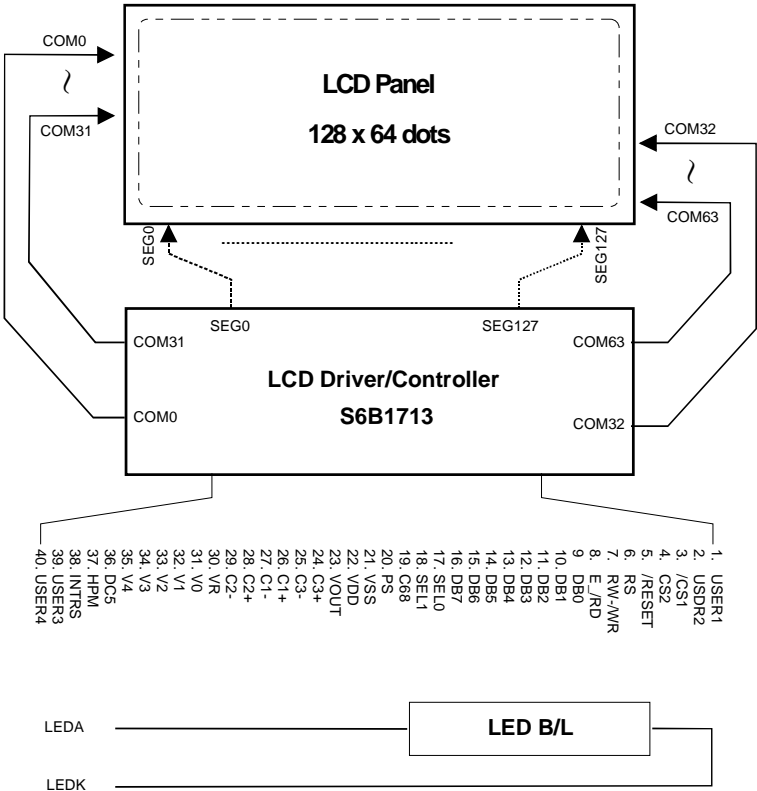 COM0
~
LCD Panel
COM31
128 x 64 dots
COM32
~
COM63
SEG0
SEG127
SEG0
SEG127
COM31
COM63
LCD Driver/Controller
S6B1713
COM0
COM32
1. USER1
2. USDR2
3. /CS1
4. CS2
5. /RESET
6. RS
7. RW-/WR
8. E_/RD
9. DB0
10. DB1
11. DB2
12. DB3
13. DB4
14. DB5
15. DB6
16. DB7
17. SEL0
18. SEL1
19. C68
20. PS
21. VSS
22. VDD
23. VOUT
24. C3+
25. C3-
26. C1+
27. C1-
28. C2+
29. C2-
30. VR
31. V0
32. V1
33. V2
34. V3
35. V4
36. DC5
37. HPM
38. INTRS
39. USER3
40. USER4
LEDA
LED B/L
LEDK